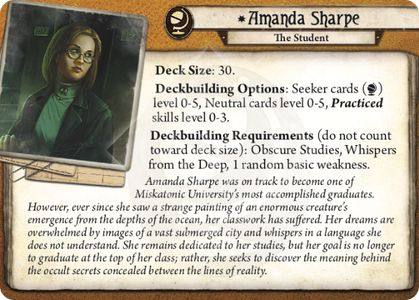 *Amanda Sharpe
The Student
Deck Size: 30.
Deckbuilding Options: Seeker cards ()
level 0-5, Neutral cards level 0-5, Practiced
skills level 0-3.
Deckbuilding Requirements (do not count
toward deck size): Obscure Studies, Whispers
from the Deep, 1 random basic weakness.
Amanda Sharpe was on track to become one of
Miskatonic University's most accomplished graduates.
However, ever since she saw a strange painting of an enormous creature's
emergence from the depths of the ocean, her classwork has suffered. Her dreams are
overwhelmed by images of a vast submerged city and whispers in a language she
does not understand. She remains dedicated to her studies, but her goal is no longer
to graduate at the top of her class; rather, she seeks to discover the meaning behind
the occult secrets concealed between the lines of reality.